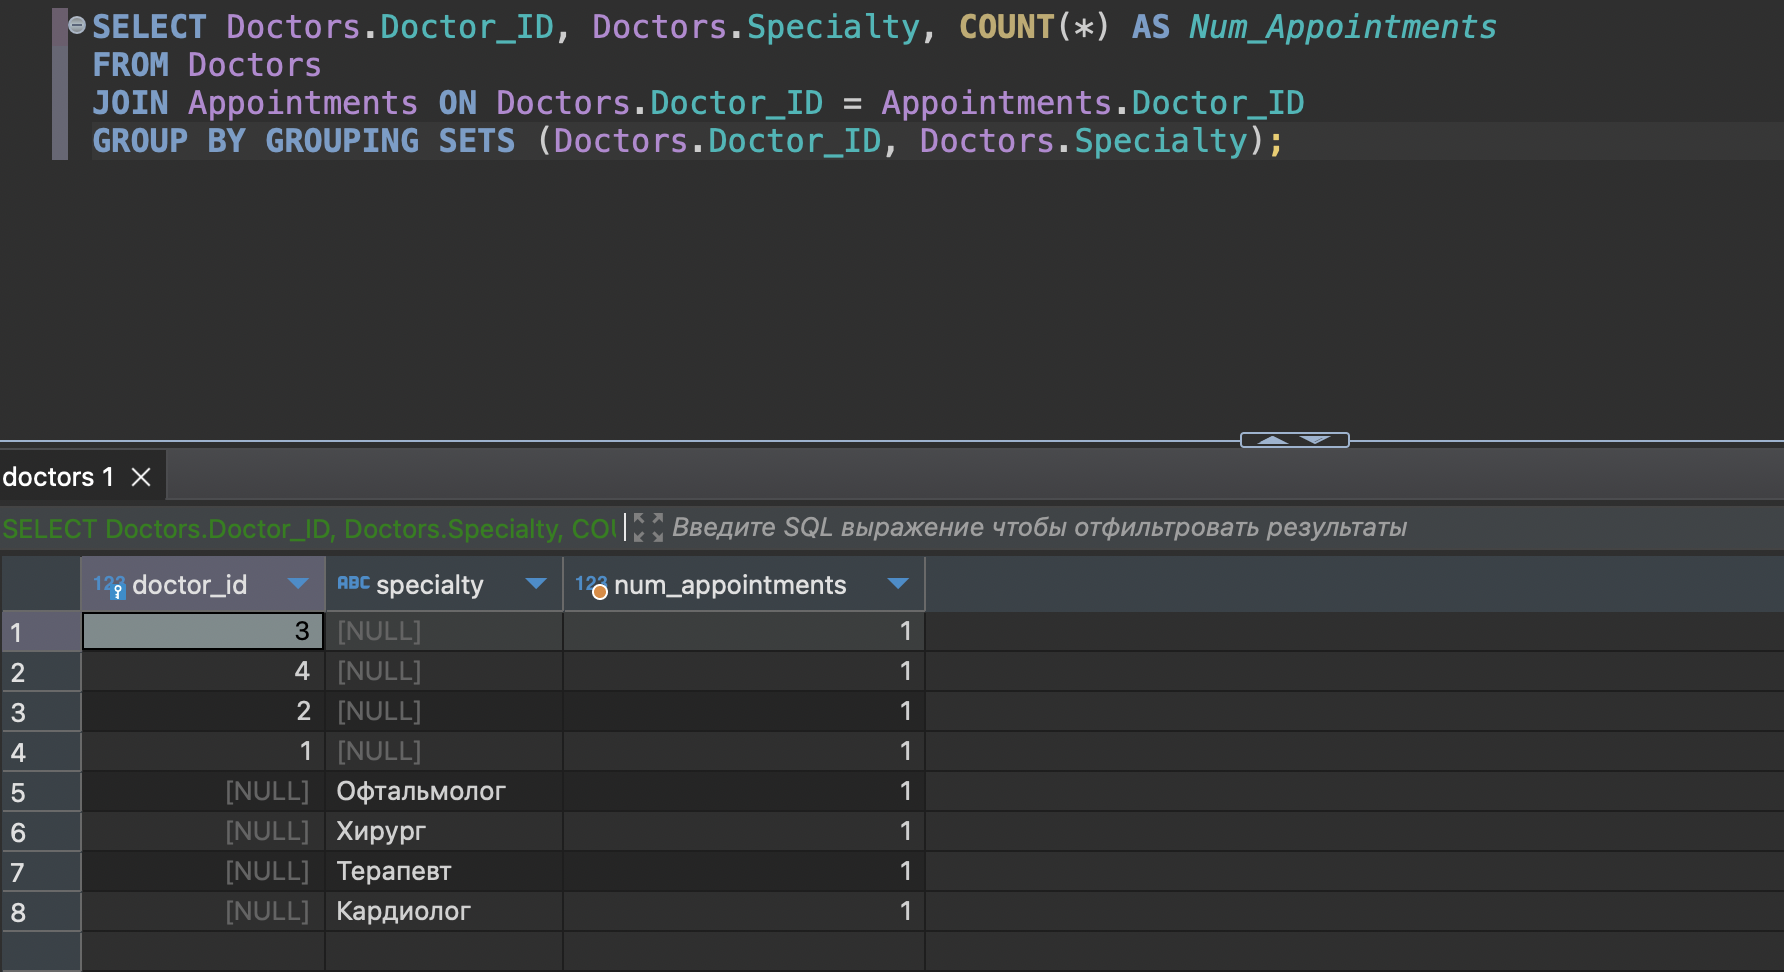 SELECT Doctors.Doctor_ID, Doctors.Specialty, COUNT(*) AS Num_Appointments
FROM Doctors
JOIN Appointments ON Doctors.Doctor_ID = Appointments.Doctor_ID
GROUP BY GROUPING SETS (Doctors.Doctor_ID, Doctors.Specialty);
doctors 1
SELECT Doctors.Doctor_ID, Doctors.Specialty, COU Введите SQL выражение чтобы отфильтровать результаты
123 doctor_id ABC specialty 123 num_appointments
1 3 [NULL] 1
2 4 [NULL] 1
3 2 [NULL] 1
4 1 [NULL] 1
5 [NULL] Офтальмолог 1
6 [NULL] Хирург 1
7 [NULL] Терапевт 1
8 [NULL] Кардиолог 1